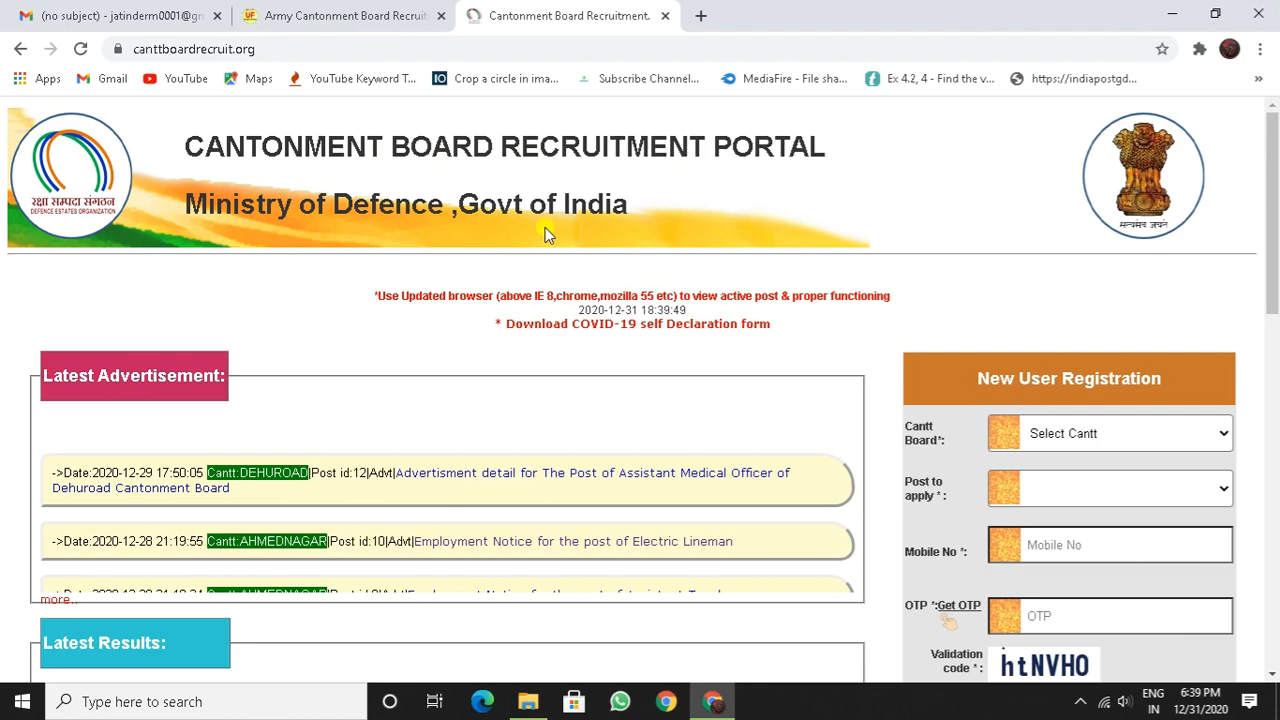 (no subject) - jatinderm0001@gr
Army Cantonment Board Recruit
Cantonment Board Recruitment.
canttboardrecruit.org
Apps
Gmail
YouTube
Maps
YouTube Keyword T...
Crop a circle in ima...
Subscribe Channel...
MediaFire - File sha...
Ex 4.2, 4 - Find the v...
https://indiapostgd...
रक्षा सम्पदा संगठन
DEFENCE ESTATES ORGANIZATION
CANTONMENT BOARD RECRUITMENT PORTAL
Ministry of Defence ,Govt of India
सत्यमेव जयते
*Use Updated browser (above IE 8,chrome,mozilla 55 etc) to view active post & proper functioning
2020-12-31 18:39:49
* Download COVID-19 self Declaration form
Latest Advertisement:
->Date:2020-12-29 17:50:05 Cantt:DEHUROAD|Post id:12|Advt|Advertisment detail for The Post of Assistant Medical Officer of
Dehuroad Cantonment Board
->Date:2020-12-28 21:19:55 Cantt:AHMEDNAGAR|Post id:10|Advt|Employment Notice for the post of Electric Lineman
more..
Latest Results:
New User Registration
Cantt
Board*:
Select Cantt
Post to
apply * :
Mobile No *:
Mobile No
OTP *:Get OTP
OTP
Validation
code * :
htNVHO
Type here to search
ENG
IN
6:39 PM
12/31/2020